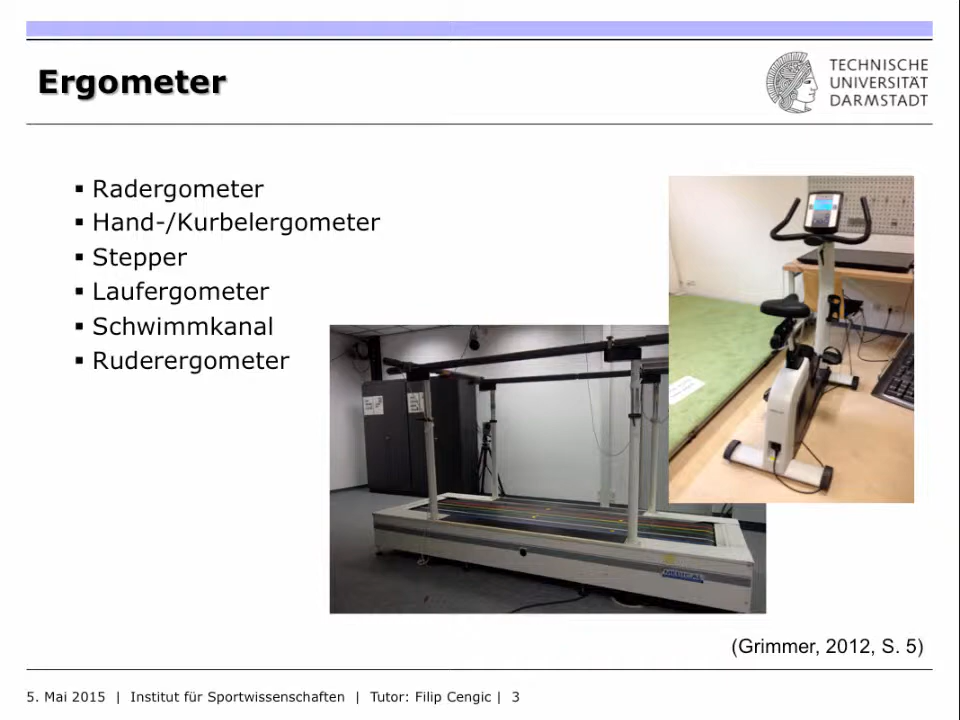 Ergometer
TECHNISCHE
UNIVERSITÄT
DARMSTADT
▪ Radergometer
▪ Hand-/Kurbelergometer
▪ Stepper
▪ Laufergometer
▪ Schwimmkanal
▪ Ruderergometer
MEDICAL
(Grimmer, 2012, S. 5)
5. Mai 2015 | Institut für Sportwissenschaften | Tutor: Filip Cengic | 3